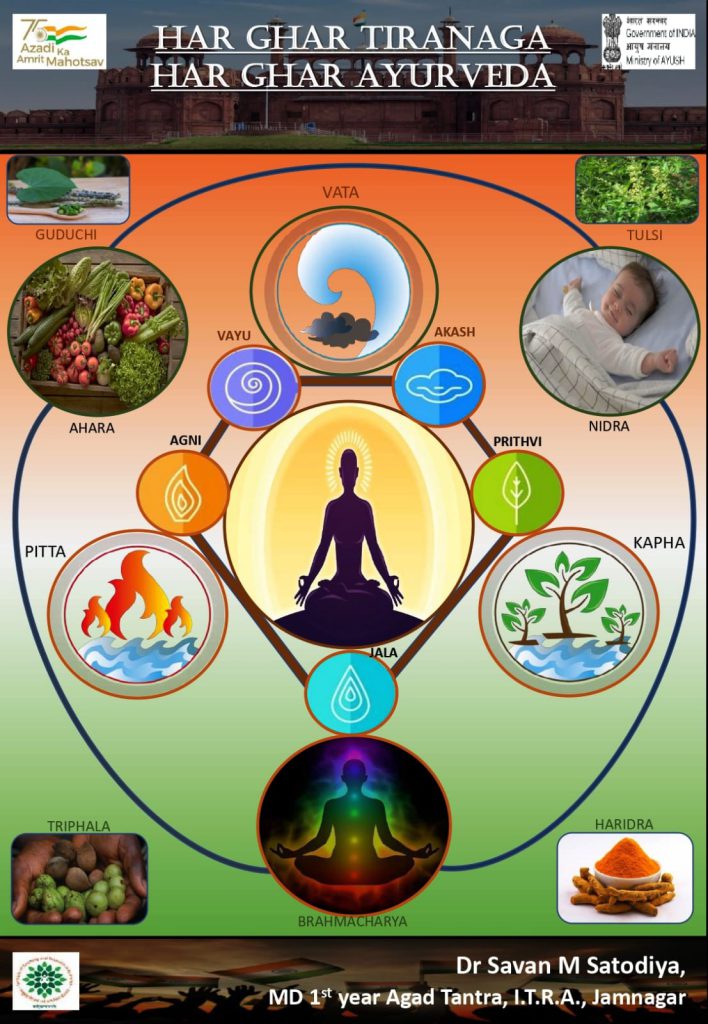 75
Azadi Ka
Amrit Mahotsav
HAR GHAR TIRANAGA
HAR GHAR AYURVEDA
भारत सरकार
Government of INDIA
आयुष मंत्रालय
Ministry of AYUSH
GUDUCHI
VATA
TULSI
VAYU
AKASH
AHARA
NIDRA
AGNI
PRITHVI
PITTA
KAPHA
JALA
TRIPHALA
HARIDRA
BRAHMACHARYA
Dr Savan M Satodiya,
MD 1st year Agad Tantra, I.T.R.A., Jamnagar